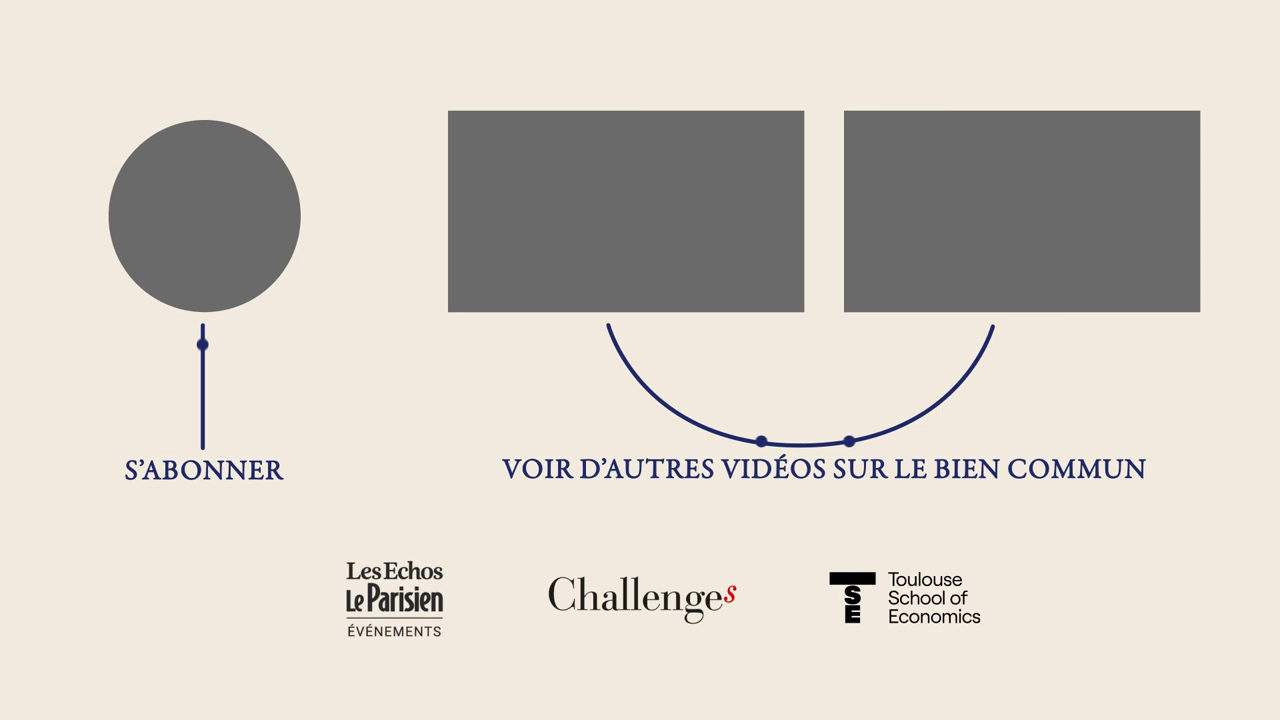 S'ABONNER
VOIR D'AUTRES VIDÉOS SUR LE BIEN COMMUN
Les Echos
Le Parisien
ÉVÉNEMENTS
Challenges
TSE
Toulouse
School of
Economics